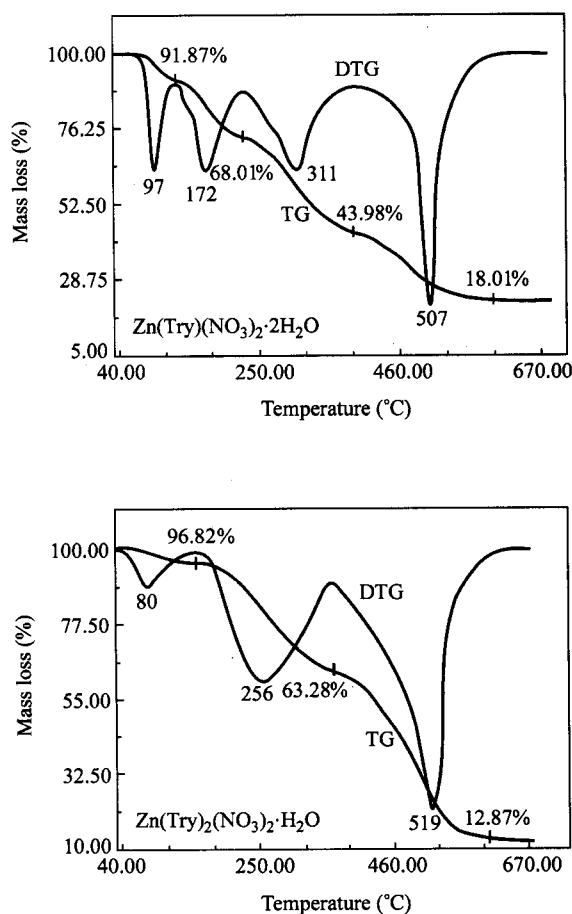 100.00
91.87%
DTG
76.25
97
172
68.01%
311
52.50
TG
43.98%
28.75
18.01%
507
Zn(Try)(NO₃)₂·2H₂O
5.00
40.00 250.00 460.00 670.00
Temperature (°C)
Mass loss (%)
100.00
96.82%
80
DTG
77.50
256
63.28%
55.00
TG
32.50
519
12.87%
Zn(Try)₂(NO₃)₂·H₂O
10.00
40.00 250.00 460.00 670.00
Temperature (°C)
Mass loss (%)